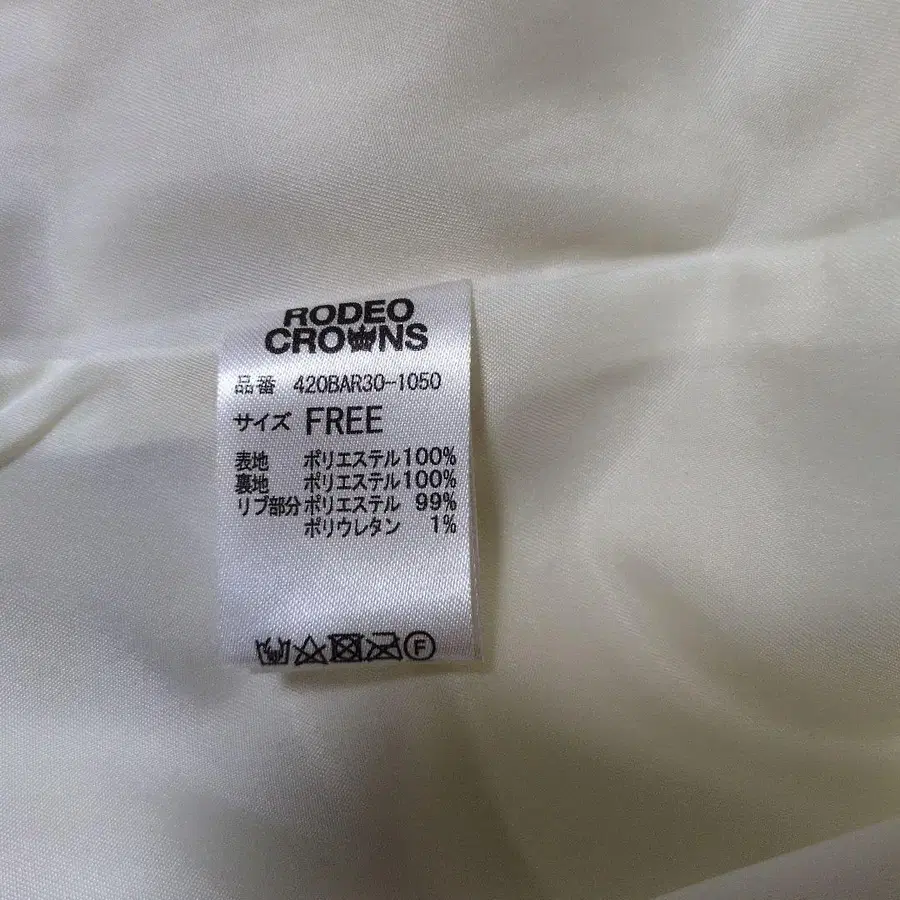 RODEO
CROWNS
品番 420BAR30-1050
サイズ FREE
表地 ポリエステル100%
裏地 ポリエステル100%
リブ部分 ポリエステル 99%
ポリウレタン 1%
F